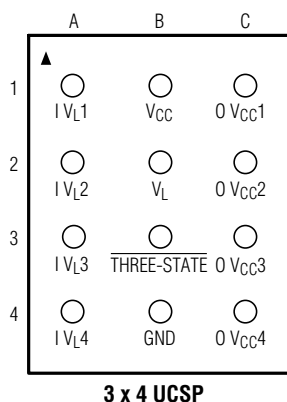 A B C
1
I VL1 VCC O VCC1
2
I VL2 VL O VCC2
3
I VL3 THREE-STATE O VCC3
4
I VL4 GND O VCC4
3 x 4 UCSP